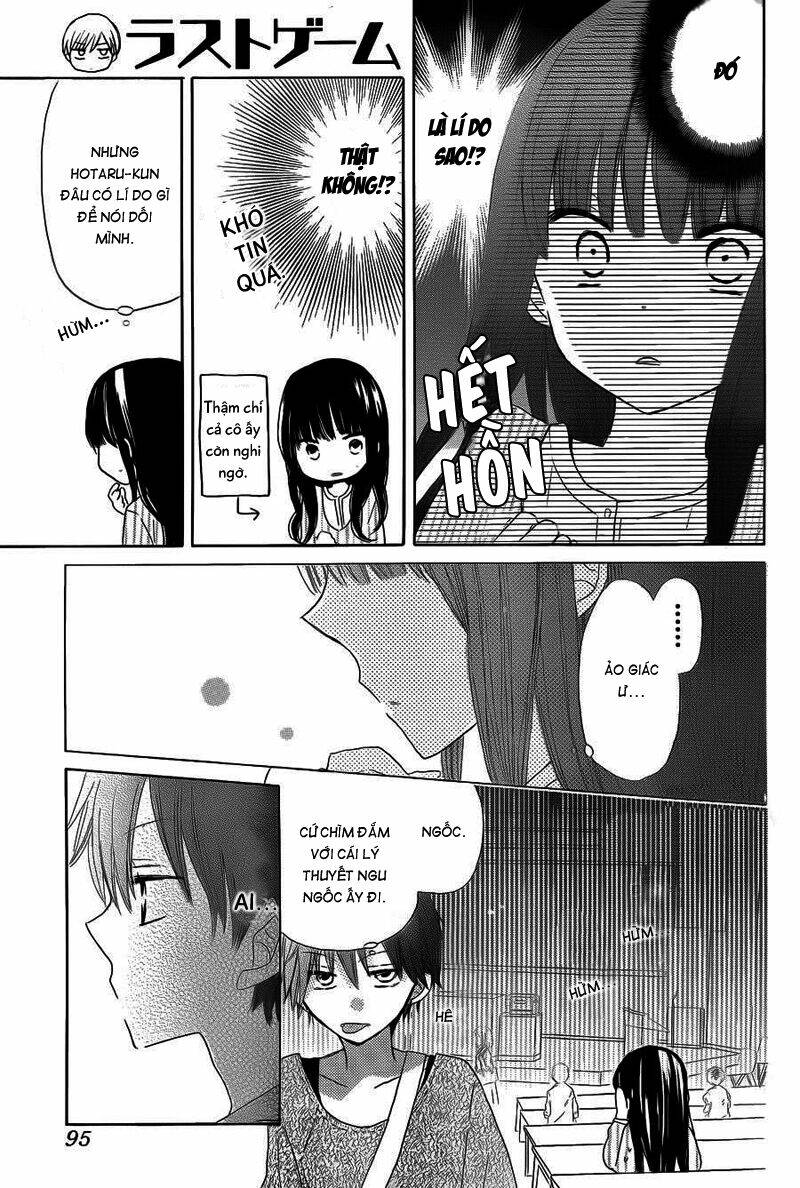 ラストゲーム
ĐÓ
LÀ LÍ DO
SAO!?
HẾT
HỒN
THẬT
KHÔNG!?
KHÓ
TIN
QUÁ.
Thậm chí
cả cô ấy
còn nghi
ngờ.
NHƯNG
HOTARU-KUN
ĐÂU CÓ LÍ DO GÌ
ĐỂ NÓI DỐI
MÌNH.
HỪM...
........
ẢO GIÁC
Ư...
HỪM...
HỪM...
NGỐC.
CỨ CHÌM ĐẮM
VỚI CÁI LÝ
THUYẾT NGU
NGỐC ẤY ĐI.
HÊ
AI...
95